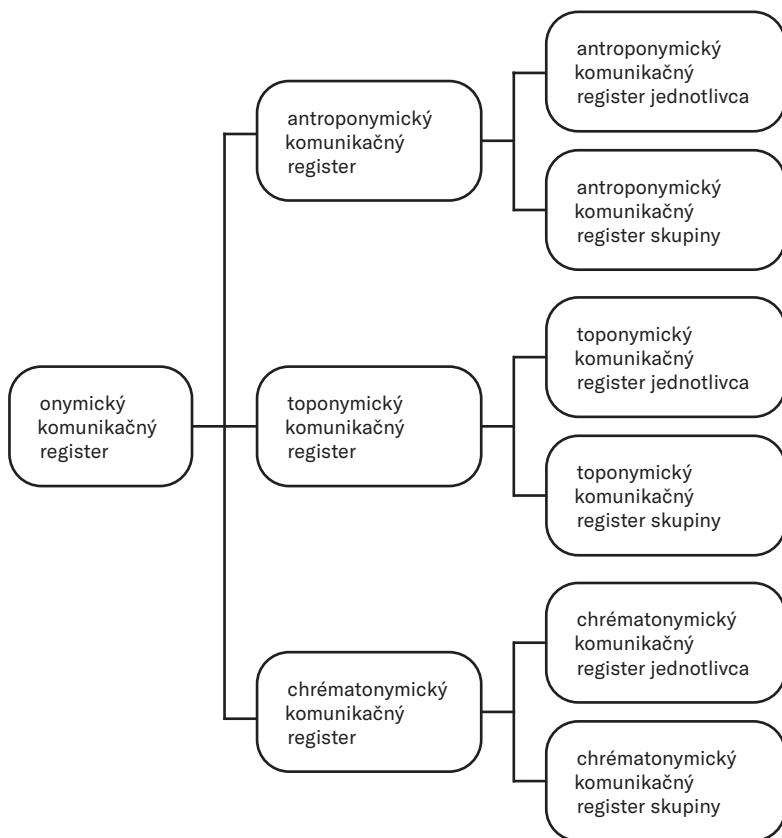 antroponymický
komunikačný
register jednotlivca
antroponymický
komunikačný
register
antroponymický
komunikačný
register skupiny
toponymický
komunikačný
register jednotlivca
onymický
komunikačný
register
toponymický
komunikačný
register
toponymický
komunikačný
register skupiny
chrématonymický
komunikačný
register jednotlivca
chrématonymický
komunikačný
register
chrématonymický
komunikačný
register skupiny